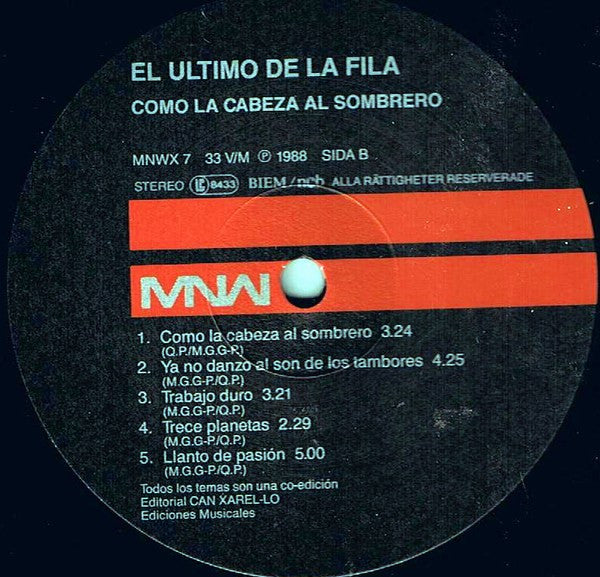 EL ULTIMO DE LA FILA
COMO LA CABEZA AL SOMBRERO
MNWX 7 33 V/M Ⓟ 1988 SIDA B
STEREO LC 8433 BIEM/ncb ALLA RÄTTIGHETER RESERVERADE
MNW
1. Como la cabeza al sombrero 3.24
(Q.P./M.G.G-P.)
2. Ya no danzo al son de los tambores 4.25
(M.G.G-P./Q.P.)
3. Trabajo duro 3.21
(M.G.G-P./Q.P.)
4. Trece planetas 2.29
(M.G.G-P./Q.P.)
5. Llanto de pasión 5.00
(M.G.G-P./Q.P.)
Todos los temas son una co-edición
Editorial CAN XAREL-LO
Ediciones Musicales